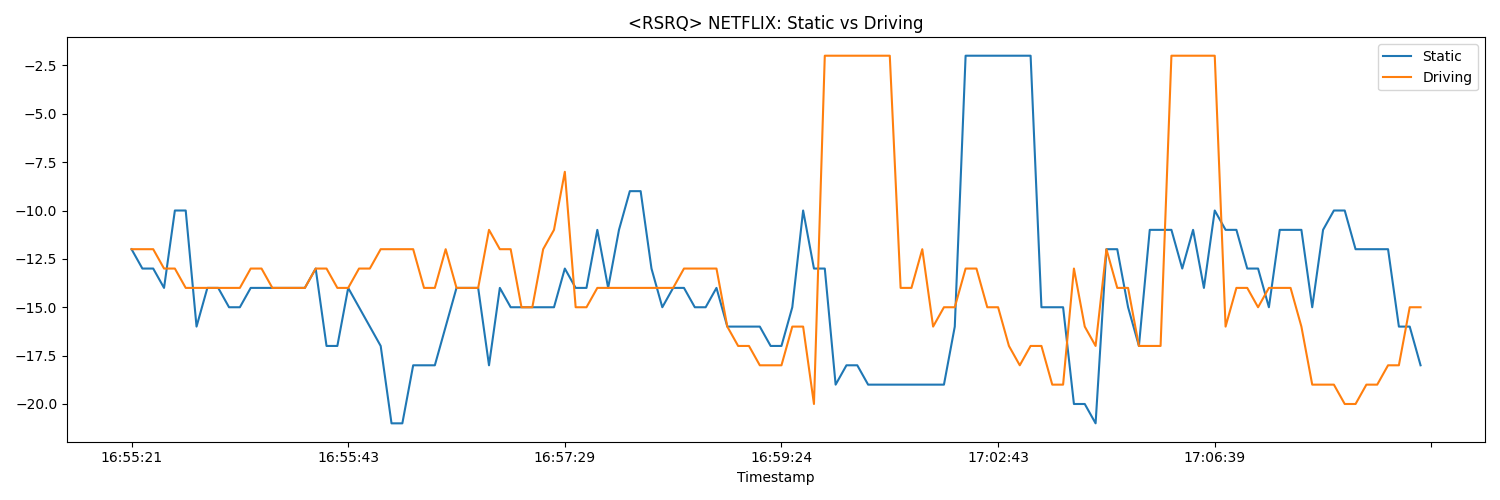 <RSRQ> NETFLIX: Static vs Driving
Static
Driving
−2.5
−5.0
−7.5
−10.0
−12.5
−15.0
−17.5
−20.0
16:55:21 16:55:43 16:57:29 16:59:24 17:02:43 17:06:39
Timestamp